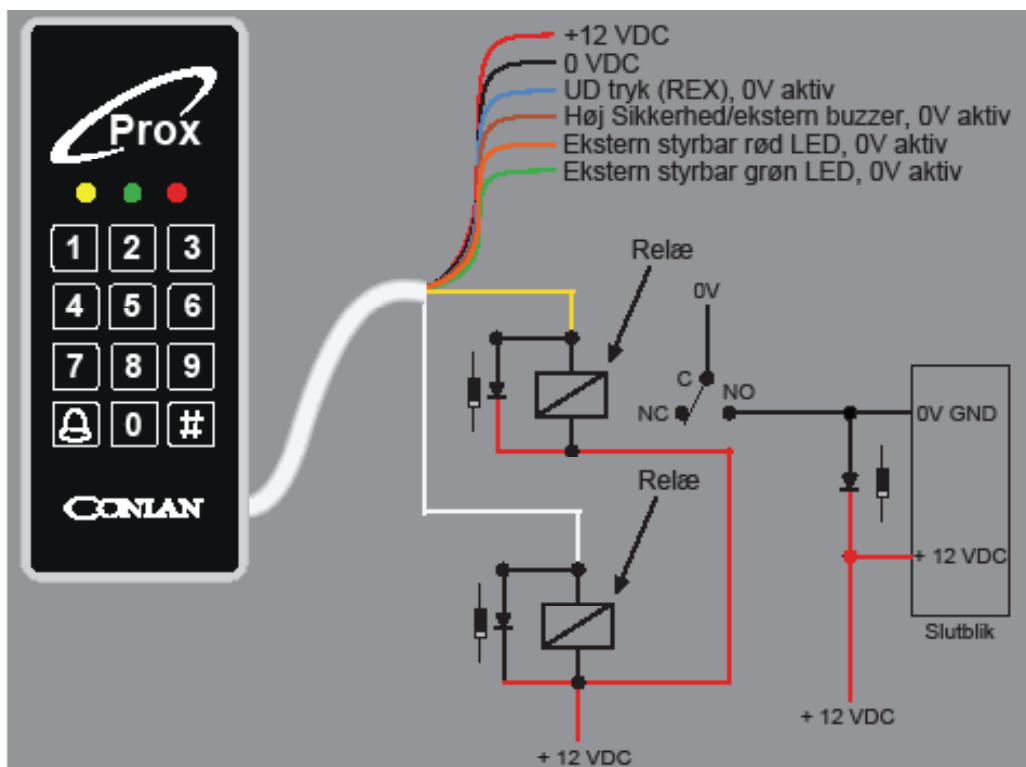 Prox
1 2 3
4 5 6
7 8 9
0 #
CONLAN
+12 VDC
0 VDC
UD tryk (REX), 0V aktiv
Høj Sikkerhed/ekstern buzzer, 0V aktiv
Ekstern styrbar rød LED, 0V aktiv
Ekstern styrbar grøn LED, 0V aktiv
Relæ
0V
C
NC
NO
0V GND
+ 12 VDC
Slutblik
+ 12 VDC
Relæ
+ 12 VDC